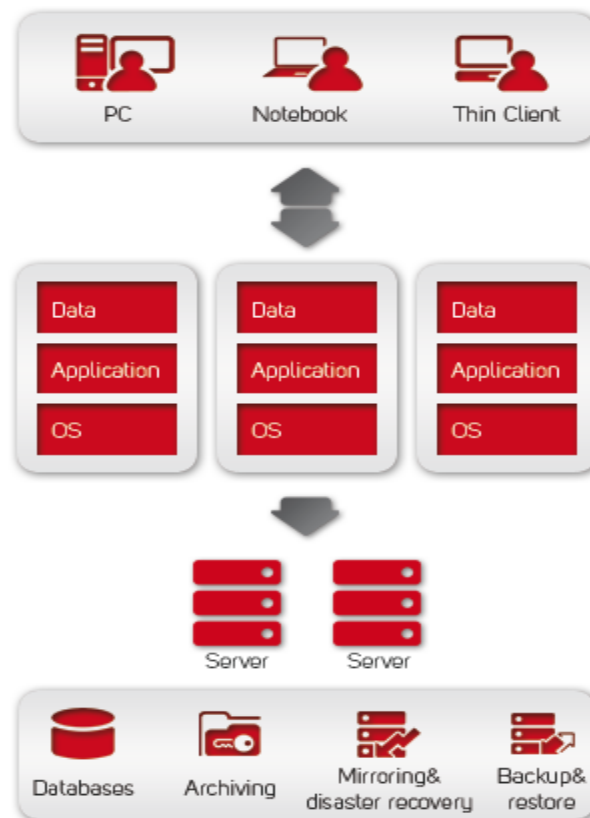 PC
Notebook
Thin Client
Data
Application
OS
Data
Application
OS
Data
Application
OS
Server
Server
Databases
Archiving
Mirroring&
disaster recovery
Backup&
restore